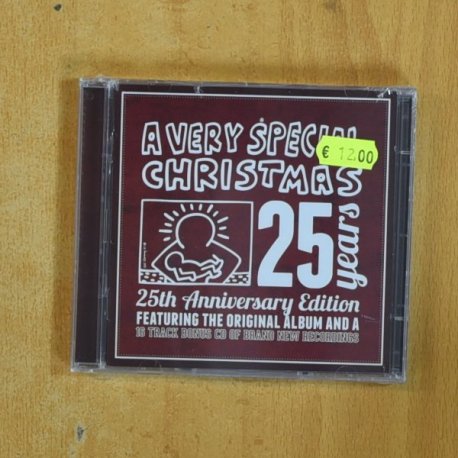 A VERY SPECIAL
€ 12.00
CHRISTMAS
25 years
25th Anniversary Edition
FEATURING THE ORIGINAL ALBUM AND A
16 TRACK BONUS CD OF BRAND NEW RECORDINGS